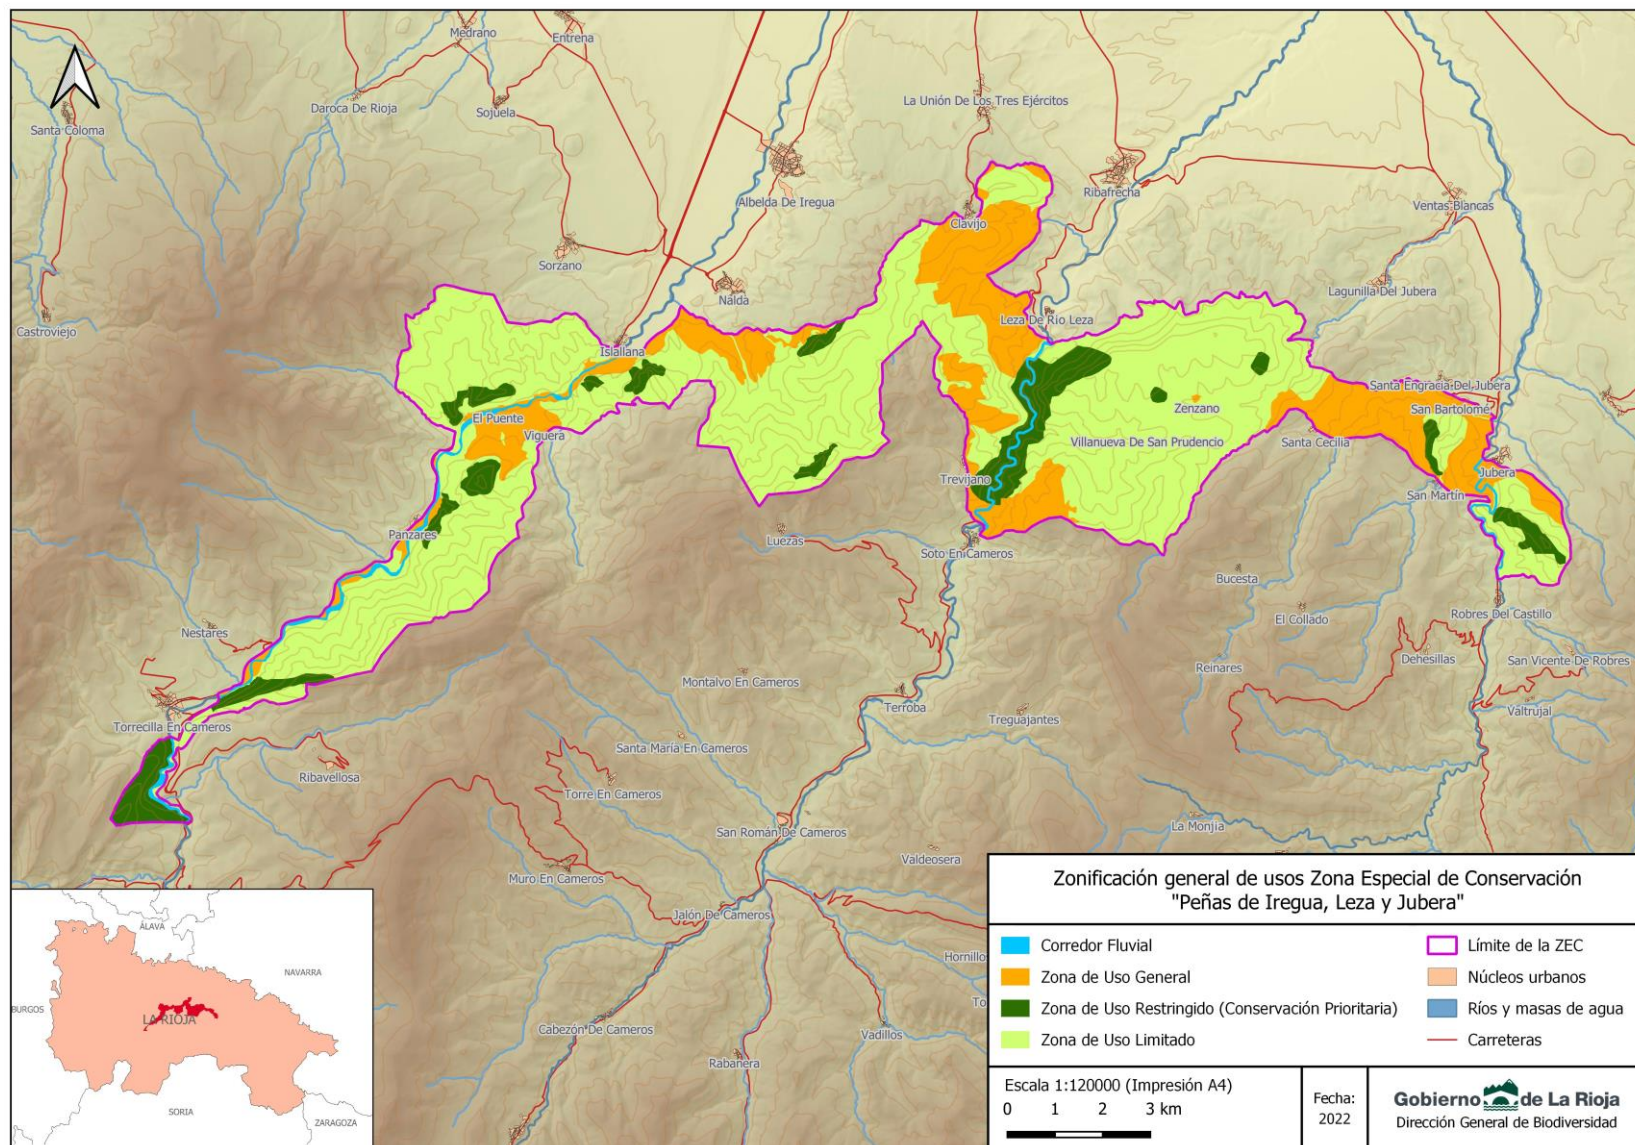 Medrano
Entrena
Daroca De Rioja
Sojuela
La Unión De Los Tres Ejércitos
Santa Coloma
Ribafrecha
Albelda De Iregua
Ventas Blancas
Clavijo
Sorzano
Nalda
Lagunilla Del Jubera
Castroviejo
Leza De Río Leza
Islallana
Santa Engracia Del Jubera
El Puente
Zenzano
San Bartolomé
Viguera
Villanueva De San Prudencio
Santa Cecilia
Trevijano
Jubera
San Martín
Panzares
Luezas
Soto En Cameros
Bucesta
El Collado
Robres Del Castillo
Nestares
Dehesillas
San Vicente De Robres
Reinares
Montalvo En Cameros
Terroba
Treguajantes
Valtrujal
Torrecilla En Cameros
Santa María En Cameros
Ribavellosa
Torre En Cameros
San Román De Cameros
La Monjia
Valdeosera
Muro En Cameros
Jalón De Cameros
Hornillos
Cabezón De Cameros
Vadillos
Rabanera
ÁLAVA
NAVARRA
BURGOS
LA RIOJA
SORIA
ZARAGOZA
Zonificación general de usos Zona Especial de Conservación
"Peñas de Iregua, Leza y Jubera"
Corredor Fluvial
Zona de Uso General
Zona de Uso Restringido (Conservación Prioritaria)
Zona de Uso Limitado
Límite de la ZEC
Núcleos urbanos
Ríos y masas de agua
Carreteras
Escala 1:120000 (Impresión A4)
0 1 2 3 km
Fecha:
2022
Gobierno de La Rioja
Dirección General de Biodiversidad